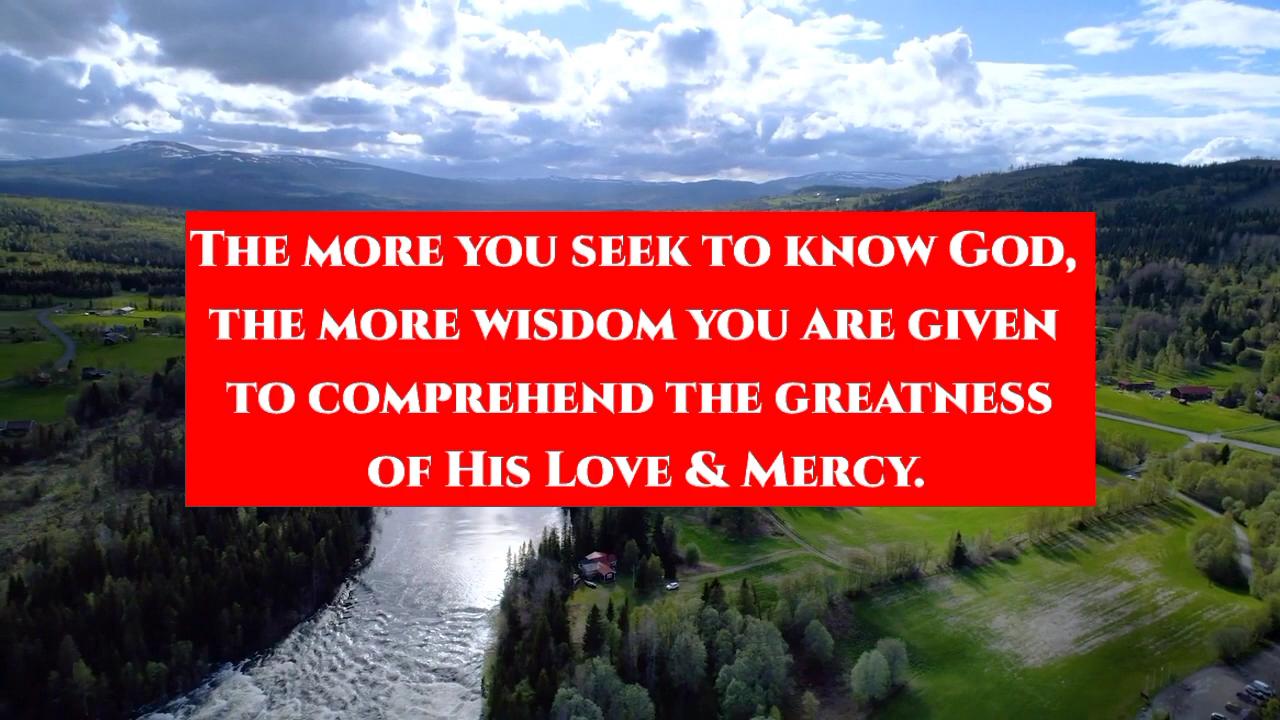 The more you seek to know God,
the more wisdom you are given
to comprehend the greatness
of His Love & Mercy.